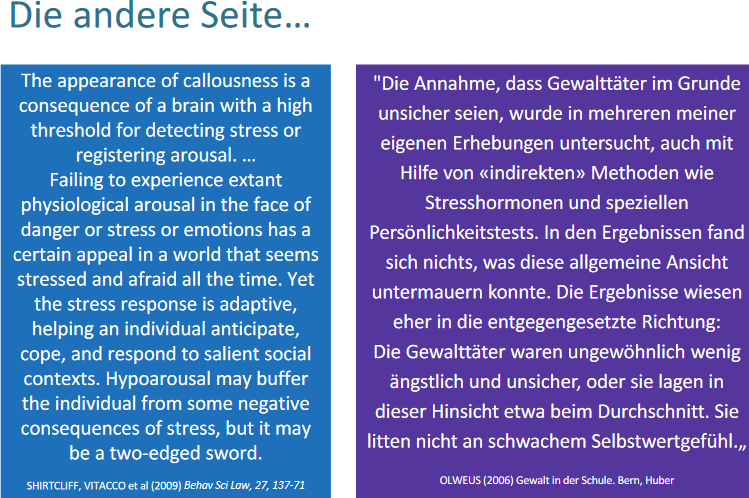 Die andere Seite…
The appearance of callousness is a
consequence of a brain with a high
threshold for detecting stress or
registering arousal. …
Failing to experience extant
physiological arousal in the face of
danger or stress or emotions has a
certain appeal in a world that seems
stressed and afraid all the time. Yet
the stress response is adaptive,
helping an individual anticipate,
cope, and respond to salient social
contexts. Hypoarousal may buffer
the individual from some negative
consequences of stress, but it may
be a two-edged sword.
SHIRTCLIFF, VITACCO et al (2009) Behav Sci Law, 27, 137-71
"Die Annahme, dass Gewalttäter im Grunde
unsicher seien, wurde in mehreren meiner
eigenen Erhebungen untersucht, auch mit
Hilfe von «indirekten» Methoden wie
Stresshormonen und speziellen
Persönlichkeitstests. In den Ergebnissen fand
sich nichts, was diese allgemeine Ansicht
untermauern konnte. Die Ergebnisse wiesen
eher in die entgegengesetzte Richtung:
Die Gewalttäter waren ungewöhnlich wenig
ängstlich und unsicher, oder sie lagen in
dieser Hinsicht etwa beim Durchschnitt. Sie
litten nicht an schwachem Selbstwertgefühl.„
OLWEUS (2006) Gewalt in der Schule. Bern, Huber